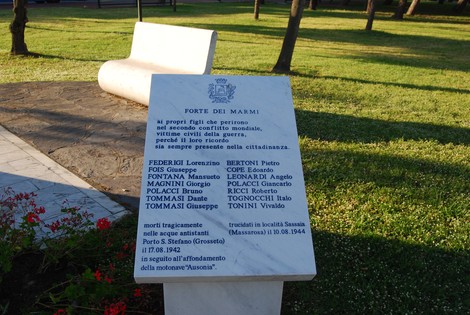 FORTE DEI MARMI
ai propri figli che perirono
nel secondo conflitto mondiale,
vittime civili della guerra,
perchè il loro ricordo
sia sempre presente nella cittadinanza.
FEDERIGI Lorenzino
FOIS Giuseppe
FONTANA Mansueto
MAGNINI Giorgio
POLACCI Bruno
TOMMASI Dante
TOMMASI Giuseppe
morti tragicamente
nelle acque antistanti
Porto S. Stefano (Grosseto)
il 17.08.1942
in seguito all'affondamento
della motonave "Ausonia"
BERTONI Pietro
COPE Edoardo
LEONARDI Angelo
POLACCI Giancarlo
RICCI Roberto
TOGNOCCHI Italo
TONINI Vivaldo
trucidati in località Sassaia
(Massarosa) il 10.08.1944